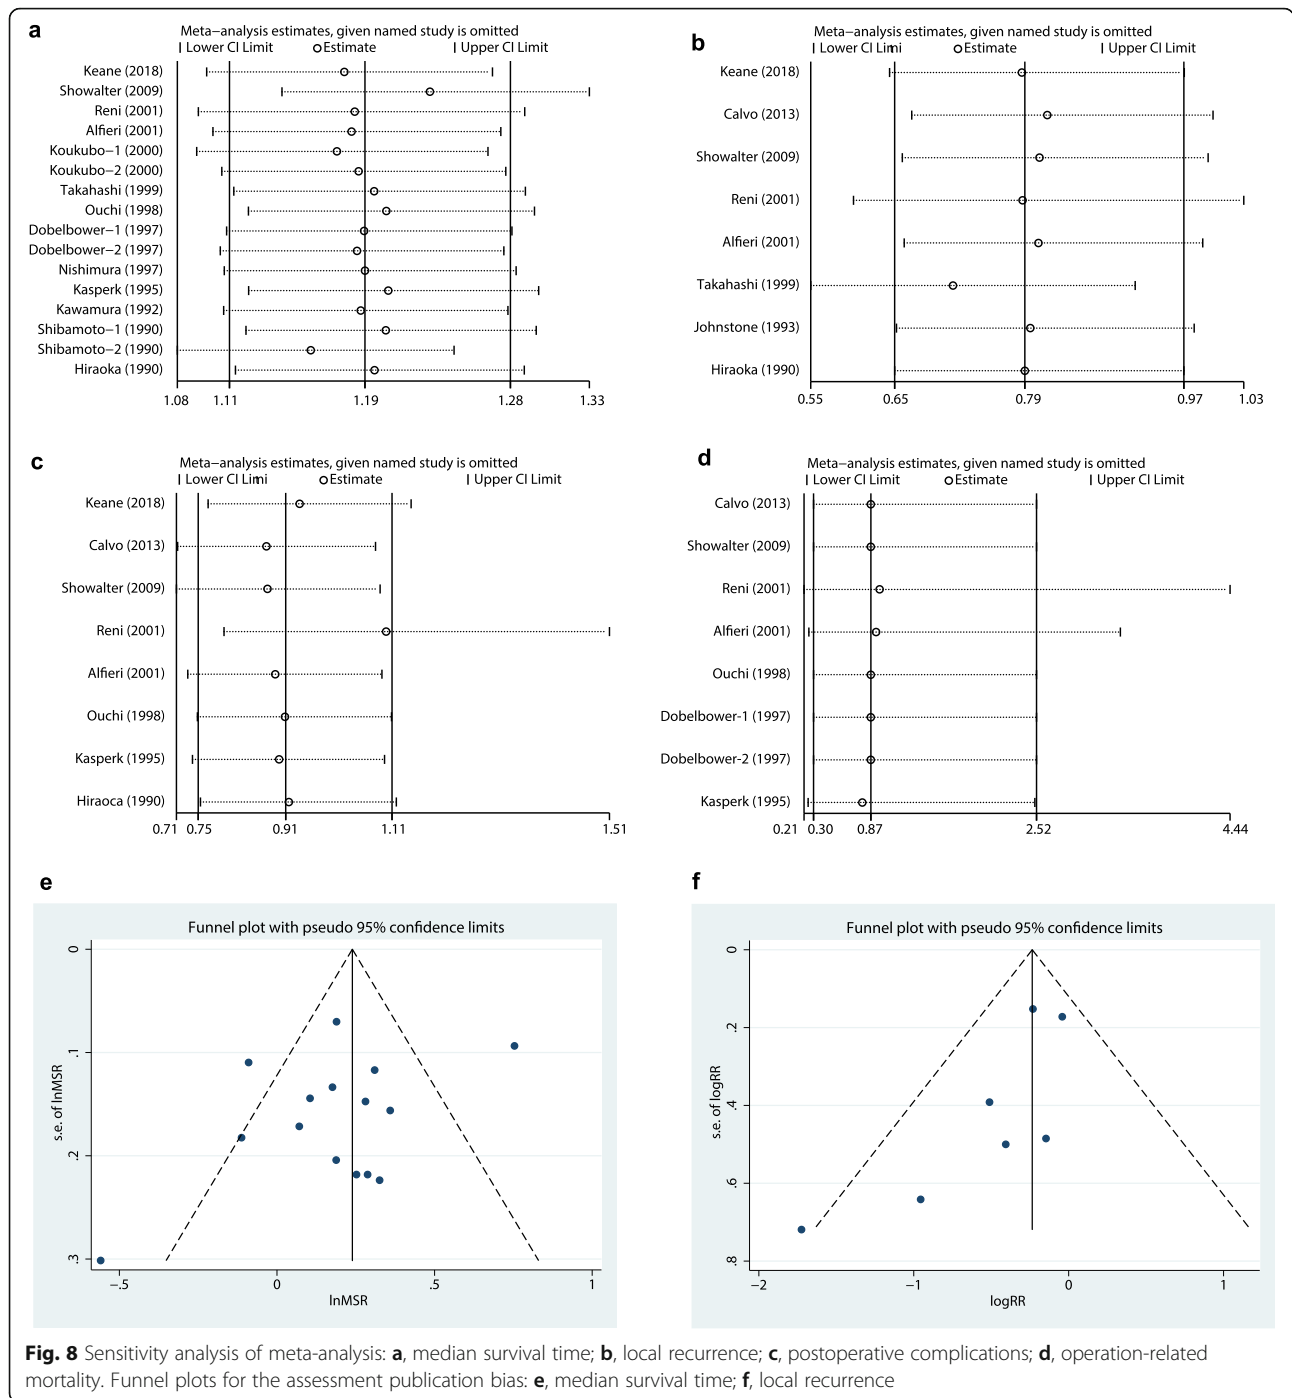 a
Meta−analysis estimates, given named study is omitted
Lower CI Limit Estimate Upper CI Limit
Keane (2018)
Showalter (2009)
Reni (2001)
Alfieri (2001)
Koukubo−1 (2000)
Koukubo−2 (2000)
Takahashi (1999)
Ouchi (1998)
Dobelbower−1 (1997)
Dobelbower−2 (1997)
Nishimura (1997)
Kasperk (1995)
Kawamura (1992)
Shibamoto−1 (1990)
Shibamoto−2 (1990)
Hiraoka (1990)
1.08 1.11 1.19 1.28 1.33
b
Meta−analysis estimates, given named study is omitted
Lower CI Limi Estimate Upper CI Limit
Keane (2018)
Calvo (2013)
Showalter (2009)
Reni (2001)
Alfieri (2001)
Takahashi (1999)
Johnstone (1993)
Hiraoka (1990)
0.55 0.65 0.79 0.97 1.03
c
Meta−analysis estimates, given named study is omitted
Lower CI Limi Estimate Upper CI Limit
Keane (2018)
Calvo (2013)
Showalter (2009)
Reni (2001)
Alfieri (2001)
Ouchi (1998)
Kasperk (1995)
Hiraoca (1990)
0.71 0.75 0.91 1.11 1.51
d
Meta−analysis estimates, given named study is omitted
Lower CI Limit Estimate Upper CI Limit
Calvo (2013)
Showalter (2009)
Reni (2001)
Alfieri (2001)
Ouchi (1998)
Dobelbower-1 (1997)
Dobelbower-2 (1997)
Kasperk (1995)
0.21 0.30 0.87 2.52 4.44
e
Funnel plot with pseudo 95% confidence limits
s.e. of lnMSR
0
.1
.2
.3
−.5 0 .5 1
lnMSR
f
Funnel plot with pseudo 95% confidence limits
s.e. of logRR
0
.2
.4
.6
.8
−2 −1 0 1
logRR
Fig. 8 Sensitivity analysis of meta-analysis: a, median survival time; b, local recurrence; c, postoperative complications; d, operation-related
mortality. Funnel plots for the assessment publication bias: e, median survival time; f, local recurrence